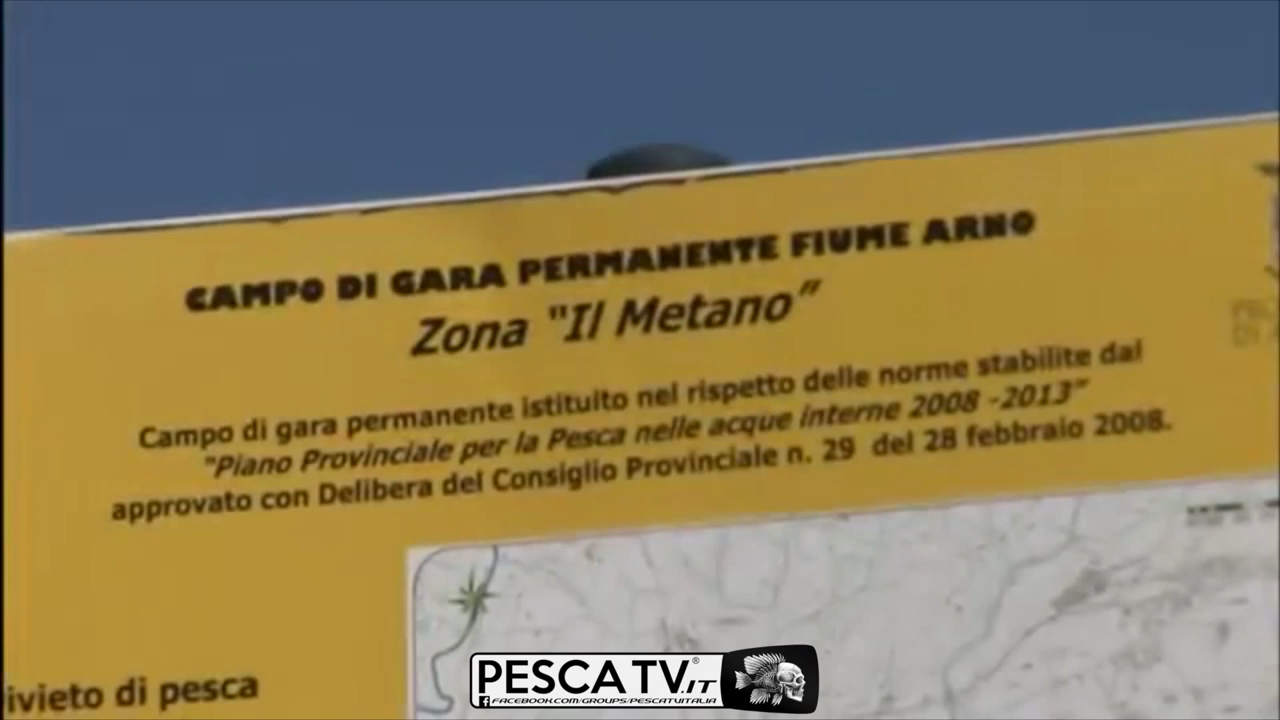 CAMPO DI GARA PERMANENTE FIUME ARNO
Zona "Il Metano"
Campo di gara permanente istituito nel rispetto delle norme stabilite dal
"Piano Provinciale per la Pesca nelle acque interne 2008 -2013"
approvato con Delibera del Consiglio Provinciale n. 29 del 28 febbraio 2008.
di pesca
PESCA TV.IT®
FACEBOOK.COM/GROUPS/PESCATVITALIA